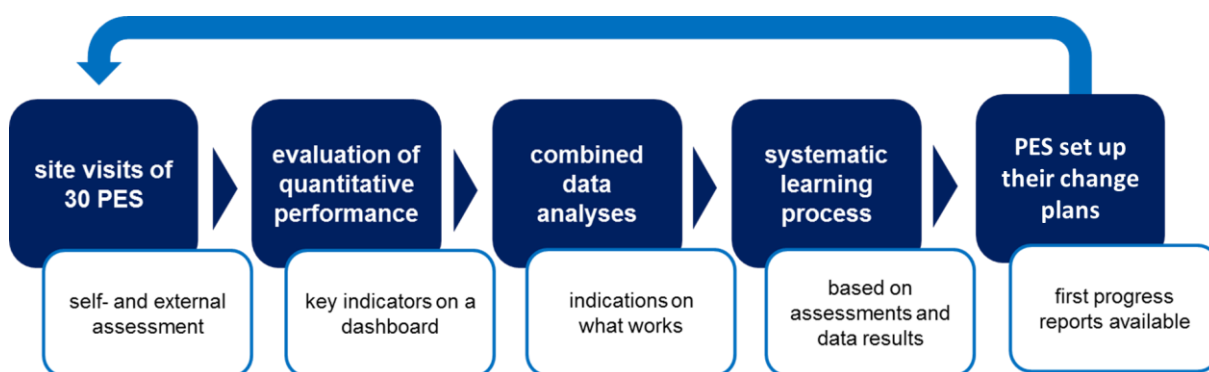 site visits of
30 PES
self- and external
assessment
evaluation of
quantitative
performance
key indicators on a
dashboard
combined
data
analyses
indications on
what works
systematic
learning
process
based on
assessments and
data results
PES set up
their change
plans
first progress
reports available